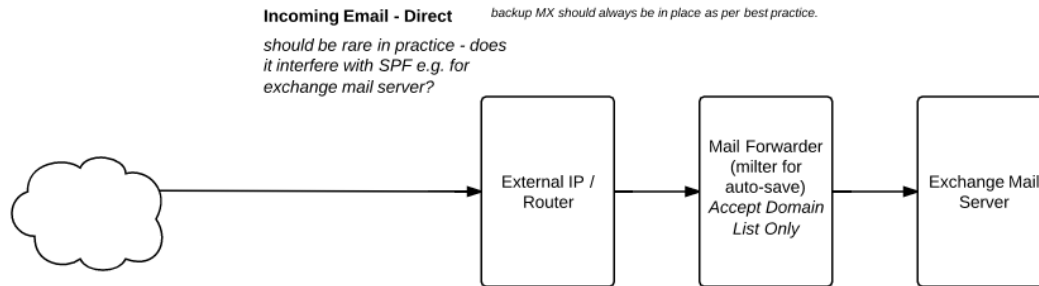 Incoming Email - Direct
backup MX should always be in place as per best practice.
should be rare in practice - does
it interfere with SPF e.g. for
exchange mail server?
External IP /
Router
Mail Forwarder
(milter for
auto-save)
Accept Domain
List Only
Exchange Mail
Server